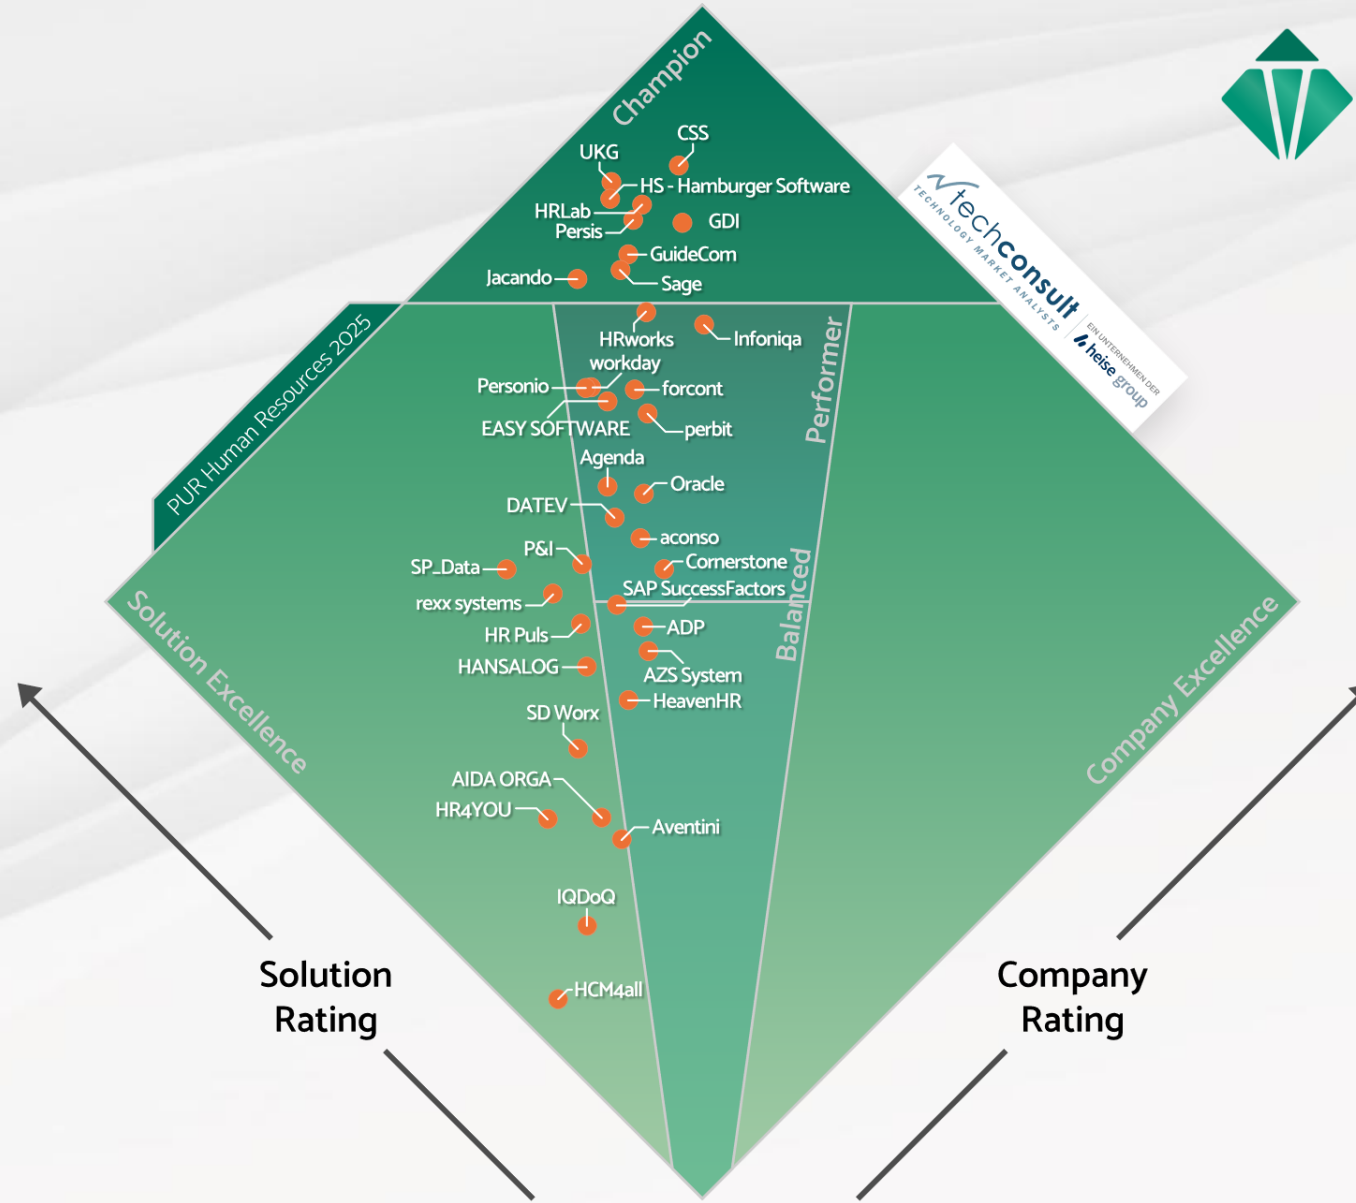 Champion
CSS
UKG
HS - Hamburger Software
HRLab
GDI
Persis
GuideCom
Jacando
Sage
techconsult
TECHNOLOGY MARKET ANALYSTS
EIN UNTERNEHMEN DER
heise group
PUR Human Resources 2025
HRworks
Infoniqa
Performer
workday
Personio
forcont
EASY SOFTWARE
perbit
Agenda
Oracle
DATEV
aconso
P&I
Cornerstone
SP_Data
SAP SuccessFactors
rexx systems
Balanced
HR Puls
ADP
HANSALOG
AZS System
HeavenHR
Solution Excellence
Company Excellence
SD Worx
AIDA ORGA
HR4YOU
Aventini
IQDoQ
HCM4all
Solution
Rating
Company
Rating